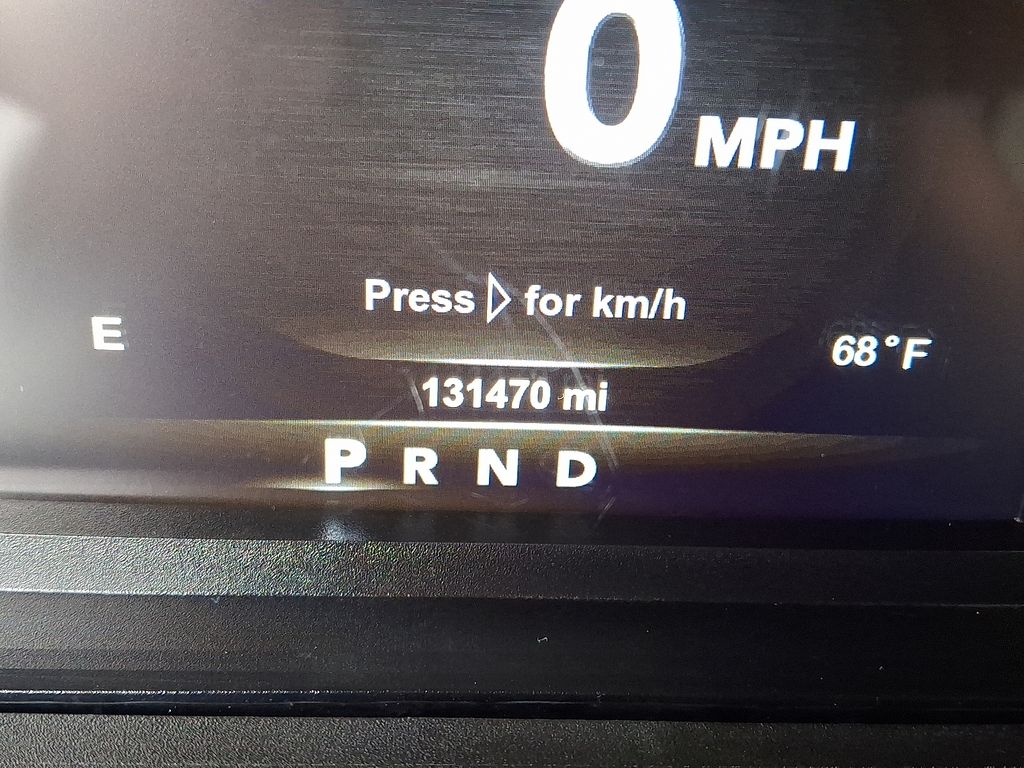 0 MPH
Press ▷ for km/h
E
68°F
131470 mi
P R N D